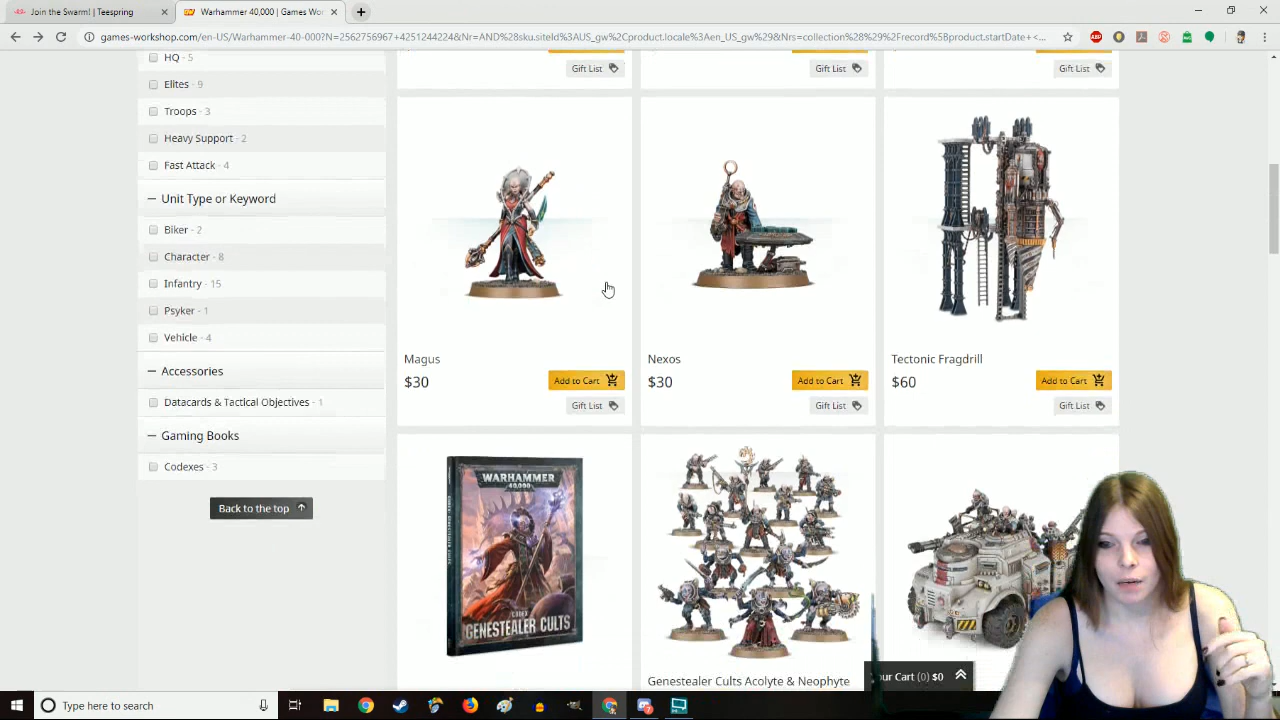 Join the Swarm! | Teespring
Warhammer 40,000 | Games Wo
games-workshop.com/en-US/Warhammer-40-000?N=2562756967+4251244224&Nr=AND%28sku.siteId%3AUS_gw%2Cproduct.locale%3Aen_US_gw%29&Nrs=collection%28%29%2Frecord%5Bproduct.startDate+<...
HQ - 5
Elites - 9
Troops - 3
Heavy Support - 2
Fast Attack - 4
Unit Type or Keyword
Biker - 2
Character - 8
Infantry - 15
Psyker - 1
Vehicle - 4
Accessories
Datacards & Tactical Objectives - 1
Gaming Books
Codexes - 3
Back to the top
Gift List
Gift List
Gift List
Magus
$30
Add to Cart
Gift List
Nexos
$30
Add to Cart
Gift List
Tectonic Fragdrill
$60
Add to Cart
Gift List
WARHAMMER
40,000
CODEX
GENESTEALER CULTS
Genestealer Cults Acolyte & Neophyte
our Cart (0) $0
Type here to search